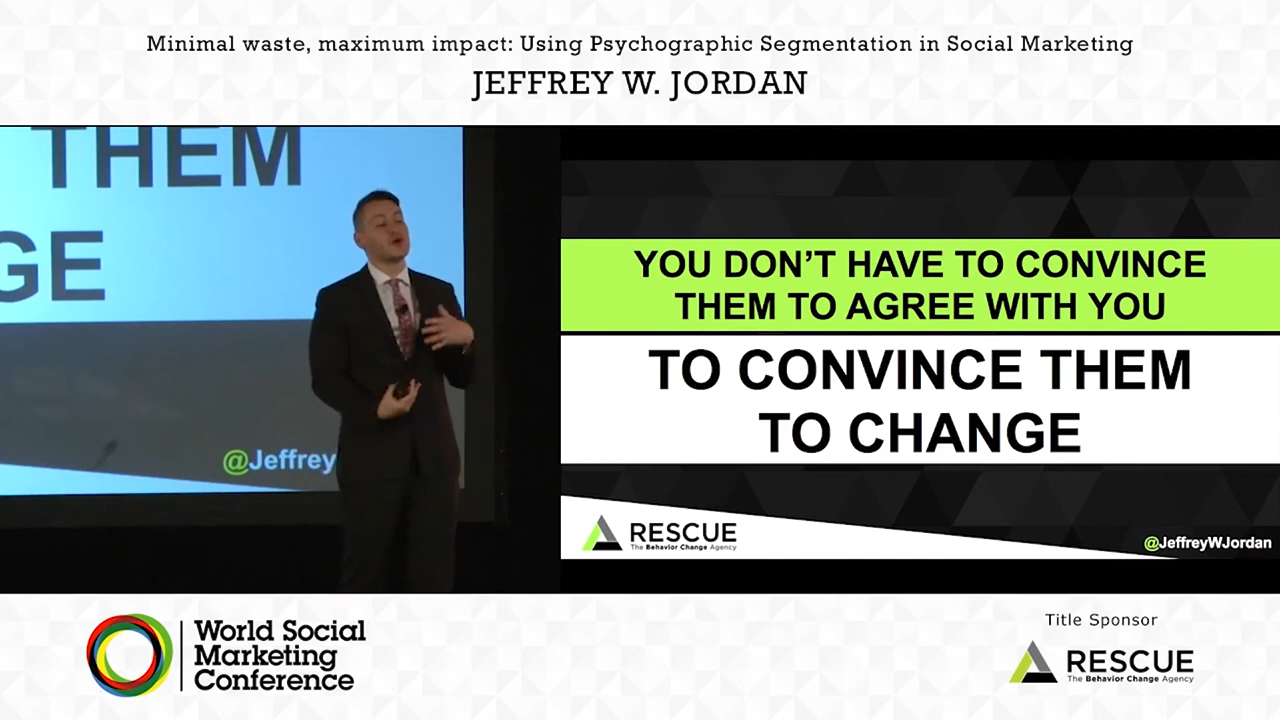 Minimal waste, maximum impact: Using Psychographic Segmentation in Social Marketing
JEFFREY W. JORDAN
THEM
GE
@Jeffrey
YOU DON'T HAVE TO CONVINCE
THEM TO AGREE WITH YOU
TO CONVINCE THEM
TO CHANGE
RESCUE
The Behavior Change Agency
@JeffreyWJordan
World Social
Marketing
Conference
Title Sponsor
RESCUE
The Behavior Change Agency